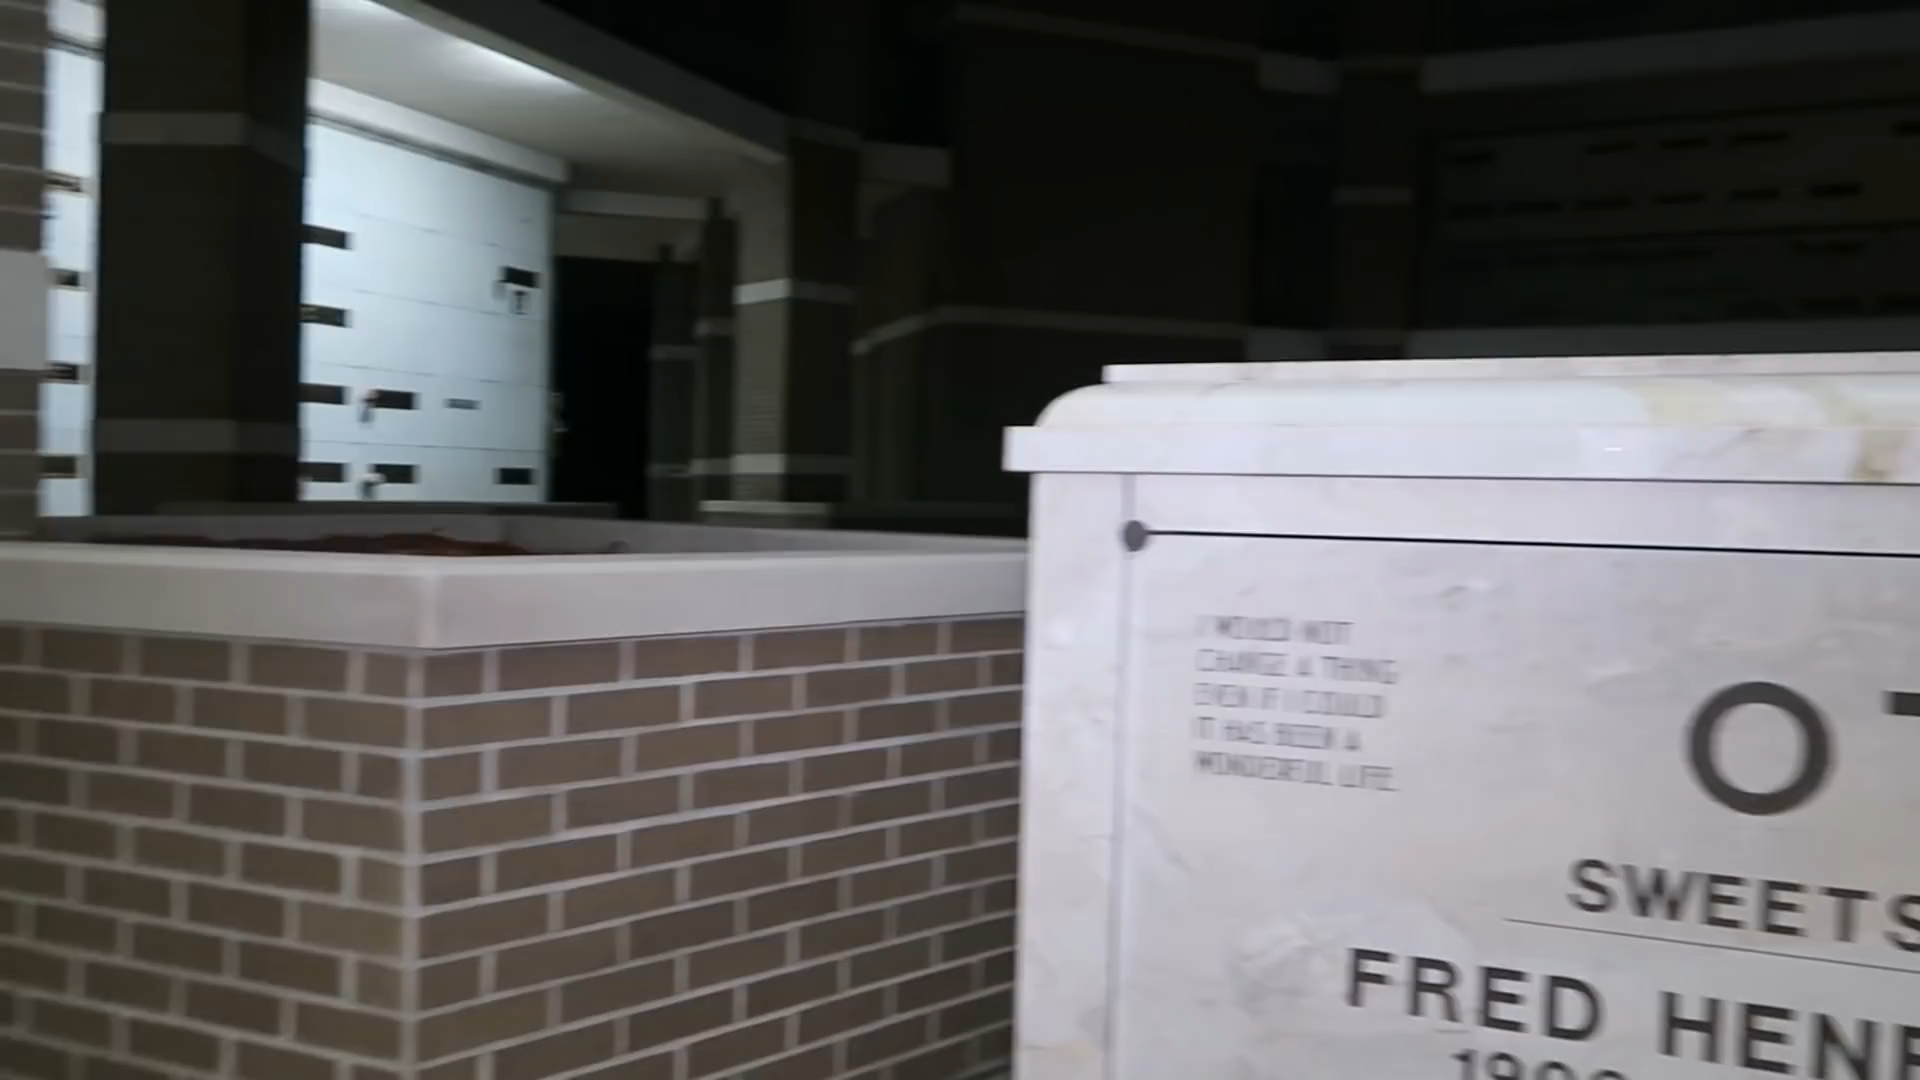 I WOULD NOT
CHANGE A THING
EVEN IF I COULD
IT HAS BEEN A
WONDERFUL LIFE
O
SWEETS
FRED HEN